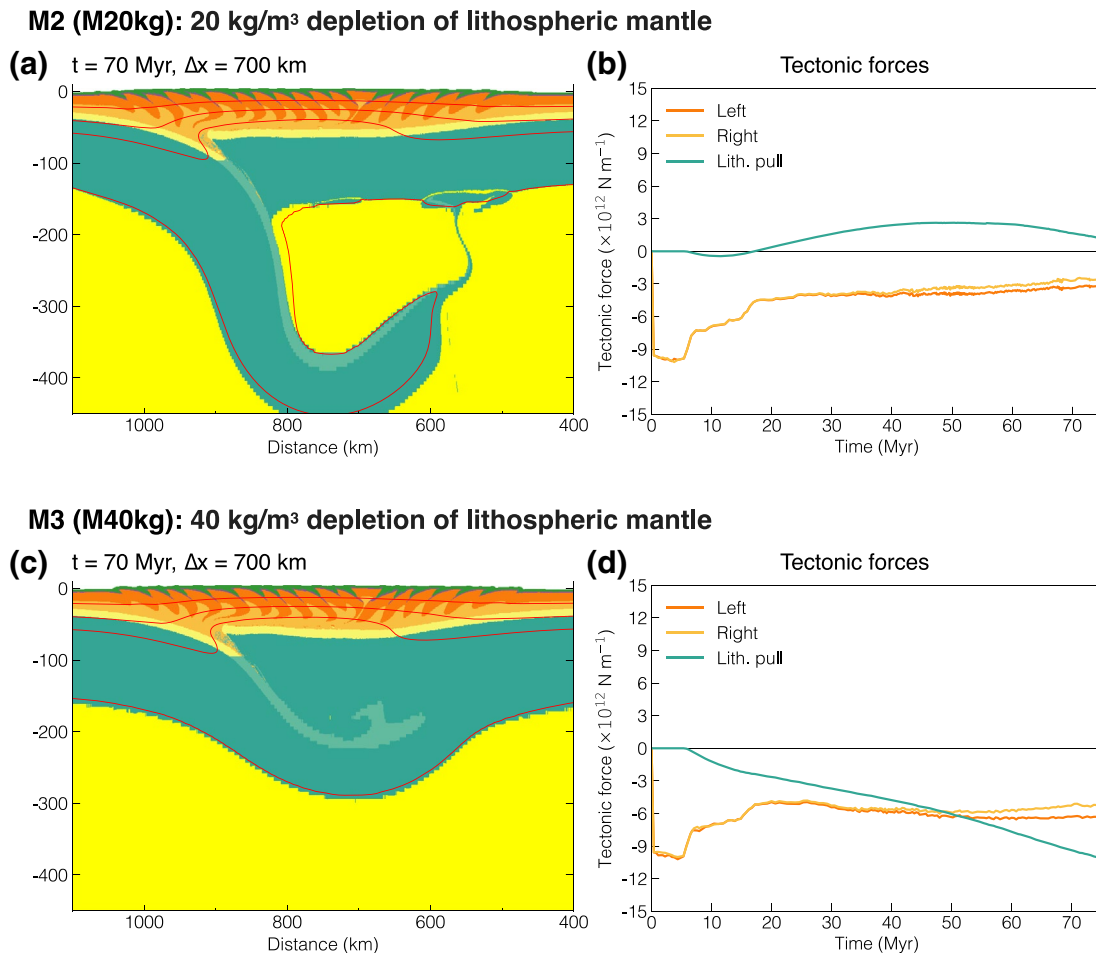 M2 (M20kg): 20 kg/m³ depletion of lithospheric mantle
(a) t = 70 Myr, Δx = 700 km
0
-100
-200
-300
-400
1000 800 600 400
Distance (km)
(b) Tectonic forces
Left
Right
Lith. pull
15
12
9
6
3
0
-3
-6
-9
-12
-15
Tectonic force (×10¹² N m⁻¹)
0 10 20 30 40 50 60 70
Time (Myr)
M3 (M40kg): 40 kg/m³ depletion of lithospheric mantle
(c) t = 70 Myr, Δx = 700 km
0
-100
-200
-300
-400
1000 800 600 400
Distance (km)
(d) Tectonic forces
Left
Right
Lith. pull
15
12
9
6
3
0
-3
-6
-9
-12
-15
Tectonic force (×10¹² N m⁻¹)
0 10 20 30 40 50 60 70
Time (Myr)